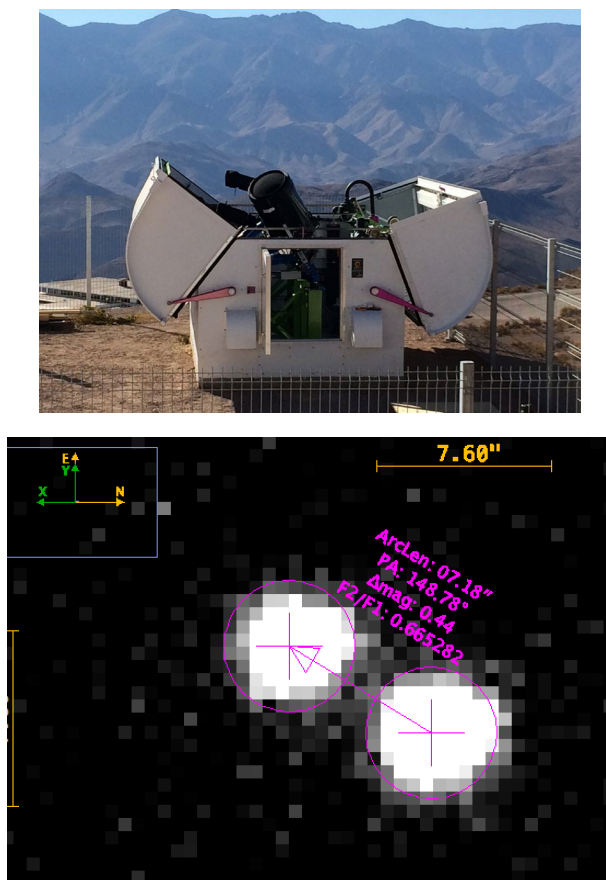 7.60"
E
Y
X
N
ArcLen: 07.18"
PA: 148.78°
Δmag: 0.44
F2/F1: 0.665282